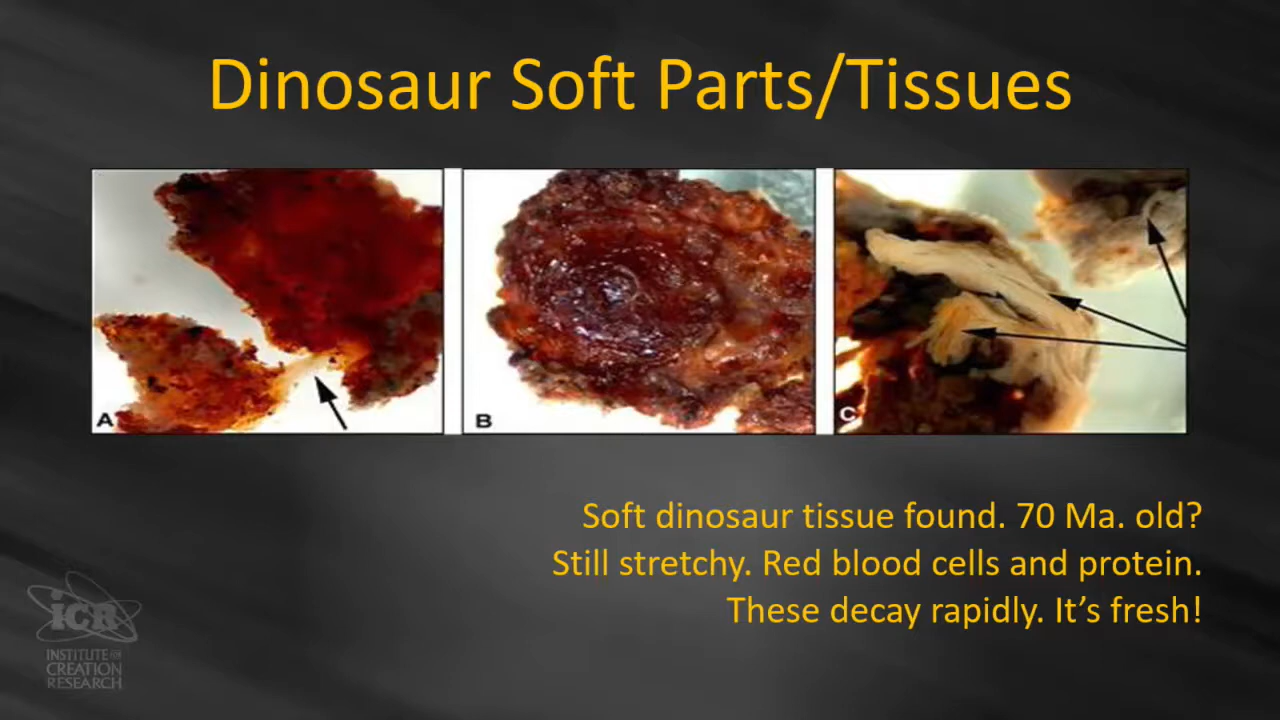 Dinosaur Soft Parts/Tissues
A
B
C
Soft dinosaur tissue found. 70 Ma. old?
Still stretchy. Red blood cells and protein.
These decay rapidly. It's fresh!
iCR
INSTITUTE FOR
CREATION
RESEARCH